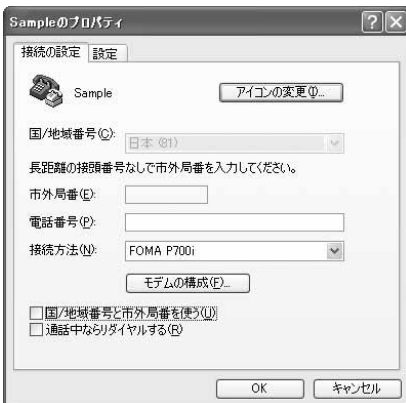 Sampleのプロパティ
接続の設定 設定
Sample
アイコンの変更(I)...
国/地域番号(C):
日本 (81)
長距離の接頭番号なしで市外局番を入力してください。
市外局番(E):
電話番号(P):
接続方法(N):
FOMA P700i
モデムの構成(F)...
国/地域番号と市外局番を使う(U)
通話中ならリダイヤルする(R)
OK キャンセル